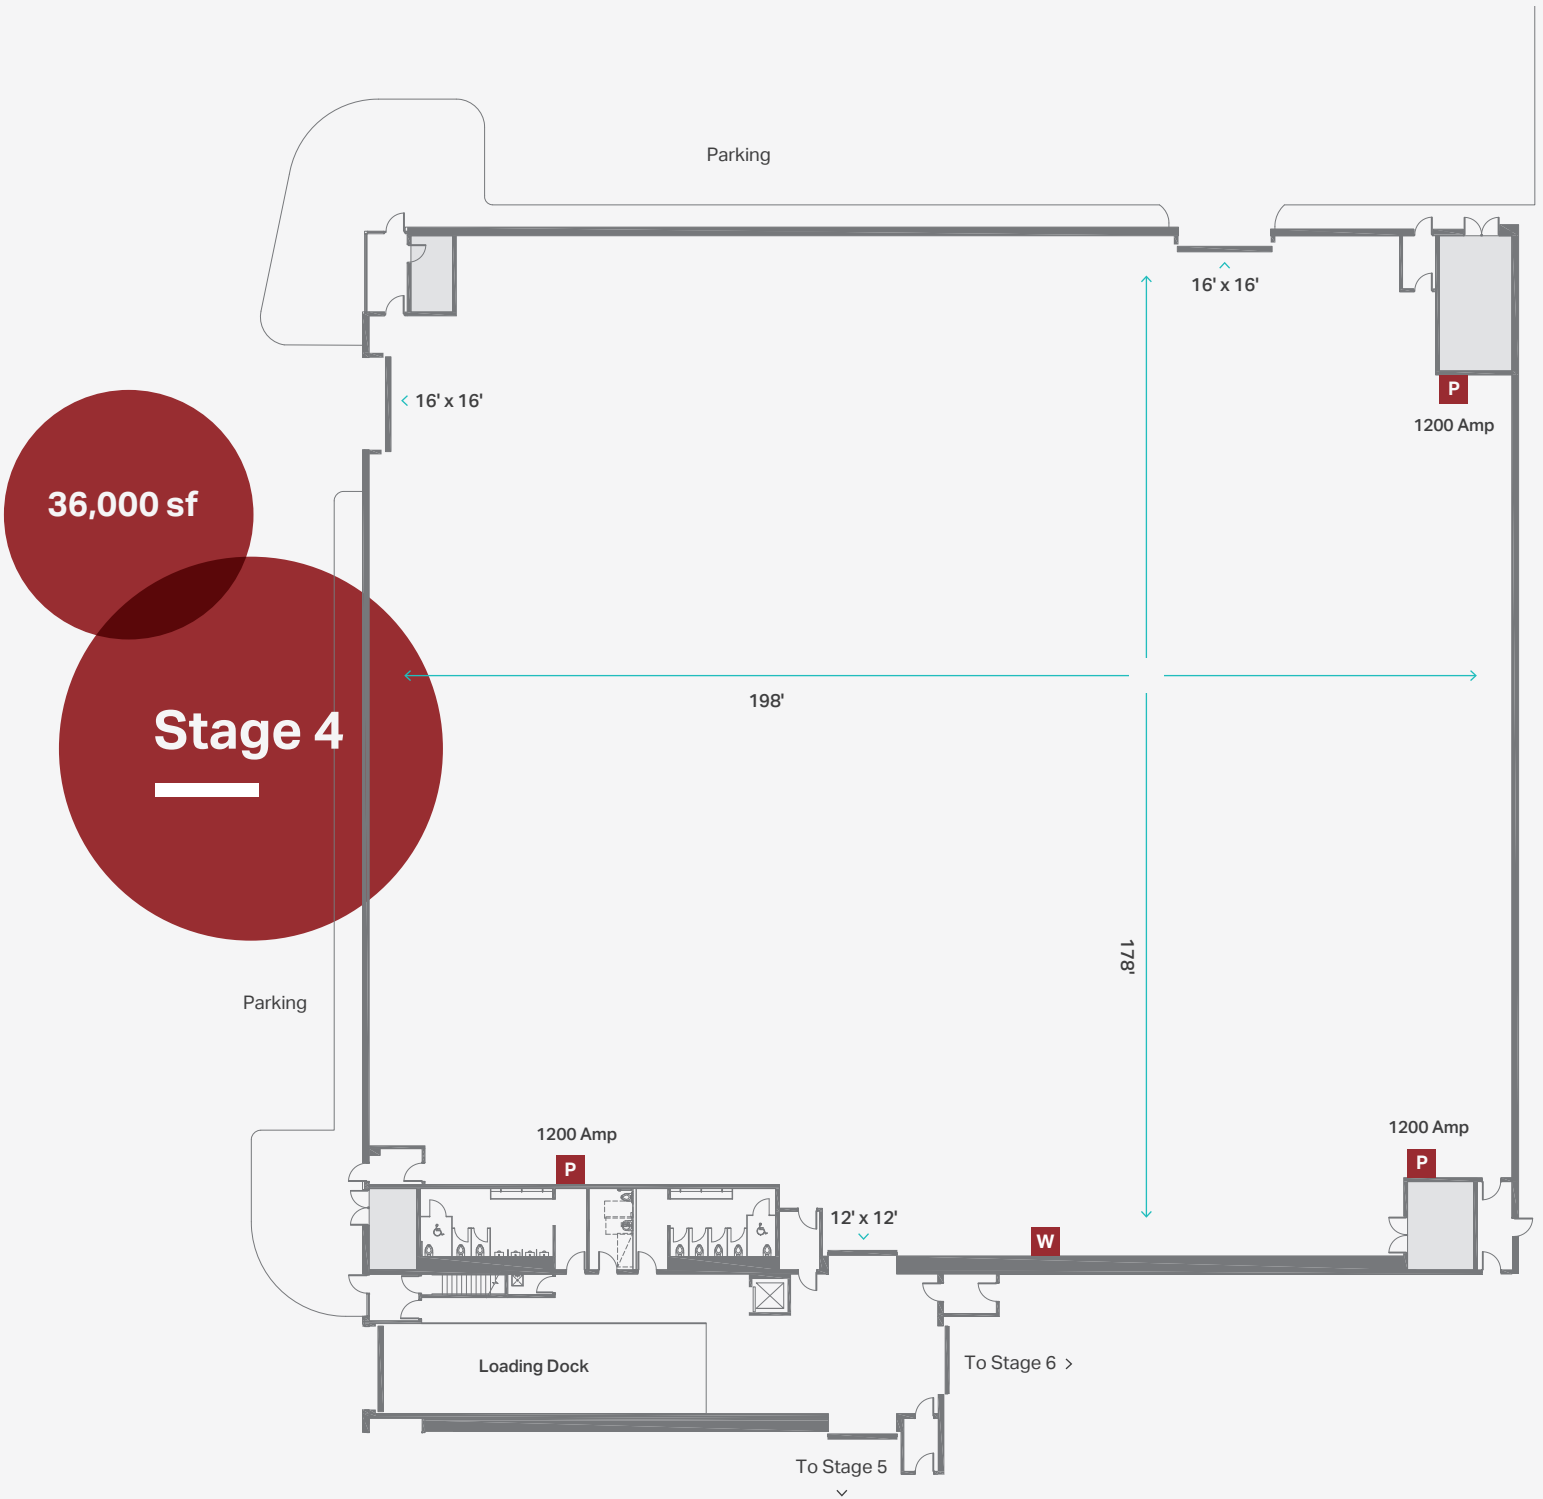 Parking
16' x 16'
16' x 16'
P
1200 Amp
36,000 sf
198'
Stage 4
178'
Parking
1200 Amp
P
1200 Amp
P
12' x 12'
W
Loading Dock
To Stage 6 >
To Stage 5